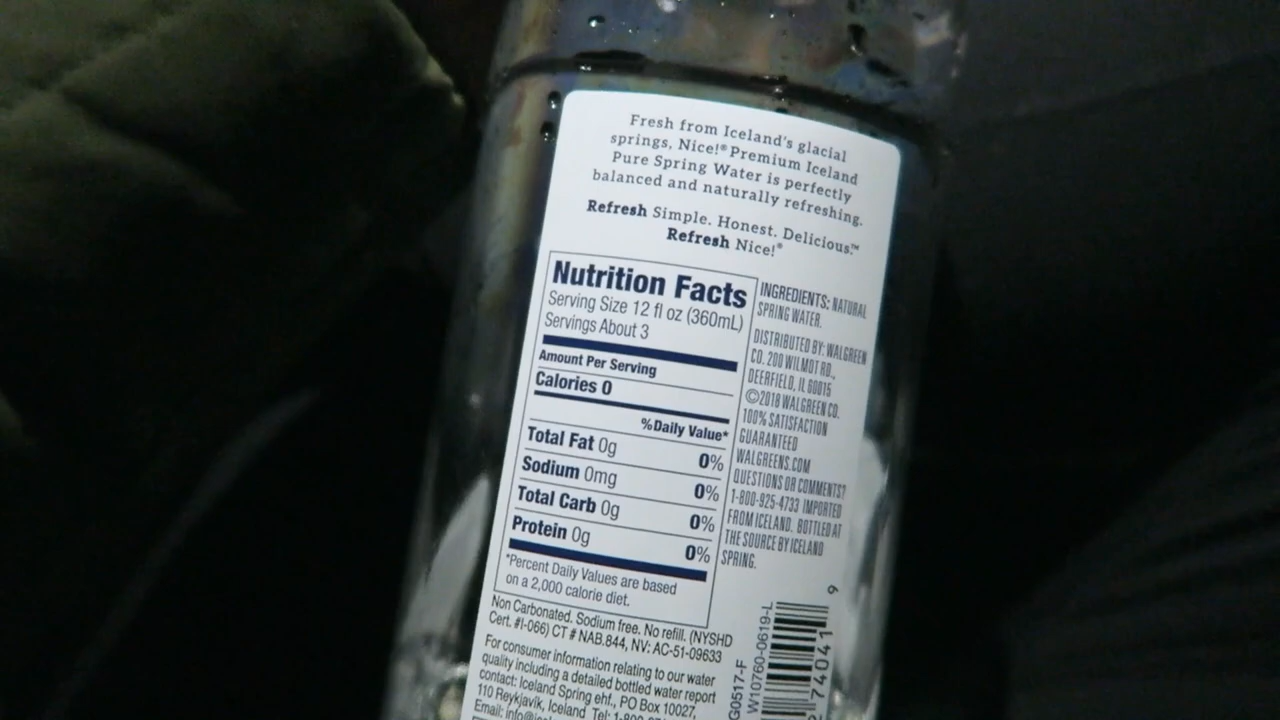 Fresh from Iceland's glacial
springs, Nice!® Premium Iceland
Pure Spring Water is perfectly
balanced and naturally refreshing.
Refresh Simple. Honest. Delicious.™
Refresh Nice!®
Nutrition Facts
Serving Size 12 fl oz (360mL)
Servings About 3
Amount Per Serving
Calories 0
%Daily Value*
Total Fat 0g 0%
Sodium 0mg 0%
Total Carb 0g 0%
Protein 0g 0%
*Percent Daily Values are based
on a 2,000 calorie diet.
INGREDIENTS: NATURAL
SPRING WATER.
DISTRIBUTED BY: WALGREEN
CO. 200 WILMOT RD.,
DEERFIELD, IL 60015
©2018 WALGREEN CO.
100% SATISFACTION
GUARANTEED
WALGREENS.COM
QUESTIONS OR COMMENTS?
1-800-925-4733 IMPORTED
FROM ICELAND. BOTTLED AT
THE SOURCE BY ICELAND
SPRING.
Non Carbonated. Sodium free. No refill. (NYSHD
Cert. #I-066) CT # NAB.844, NV: AC-51-09633
For consumer information relating to our water
quality including a detailed bottled water report
contact: Iceland Spring ehf., PO Box 10027,
110 Reykjavík, Iceland Tel: 1-800
Email:
G0517-F
W10760-0619-L
74041
9